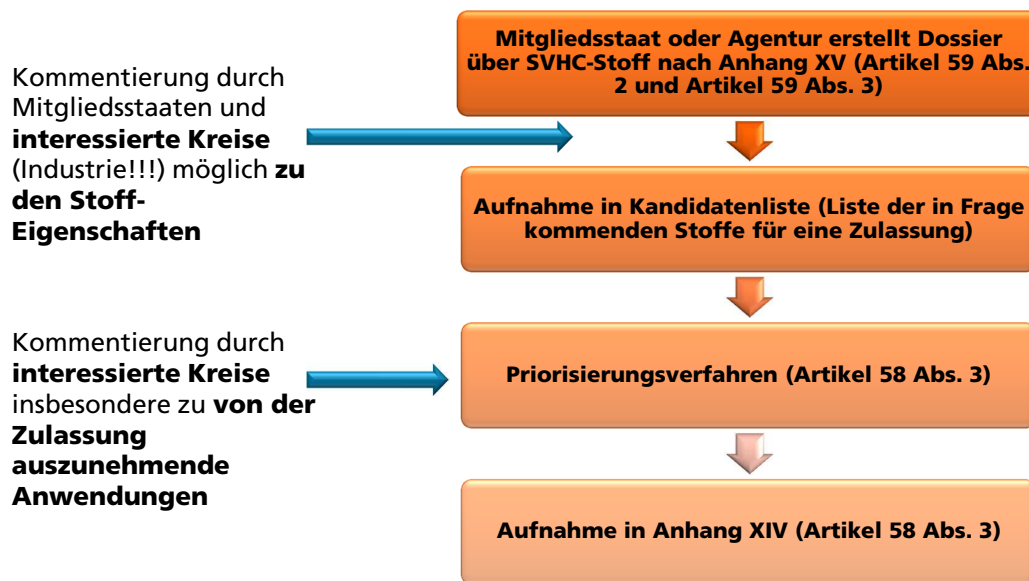 Mitgliedsstaat oder Agentur erstellt Dossier
über SVHC-Stoff nach Anhang XV (Artikel 59 Abs.
2 und Artikel 59 Abs. 3)
Kommentierung durch
Mitgliedsstaaten und
interessierte Kreise
(Industrie!!!) möglich zu
den Stoff-
Eigenschaften
Aufnahme in Kandidatenliste (Liste der in Frage
kommenden Stoffe für eine Zulassung)
Kommentierung durch
interessierte Kreise
insbesondere zu von der
Zulassung
auszunehmende
Anwendungen
Priorisierungsverfahren (Artikel 58 Abs. 3)
Aufnahme in Anhang XIV (Artikel 58 Abs. 3)